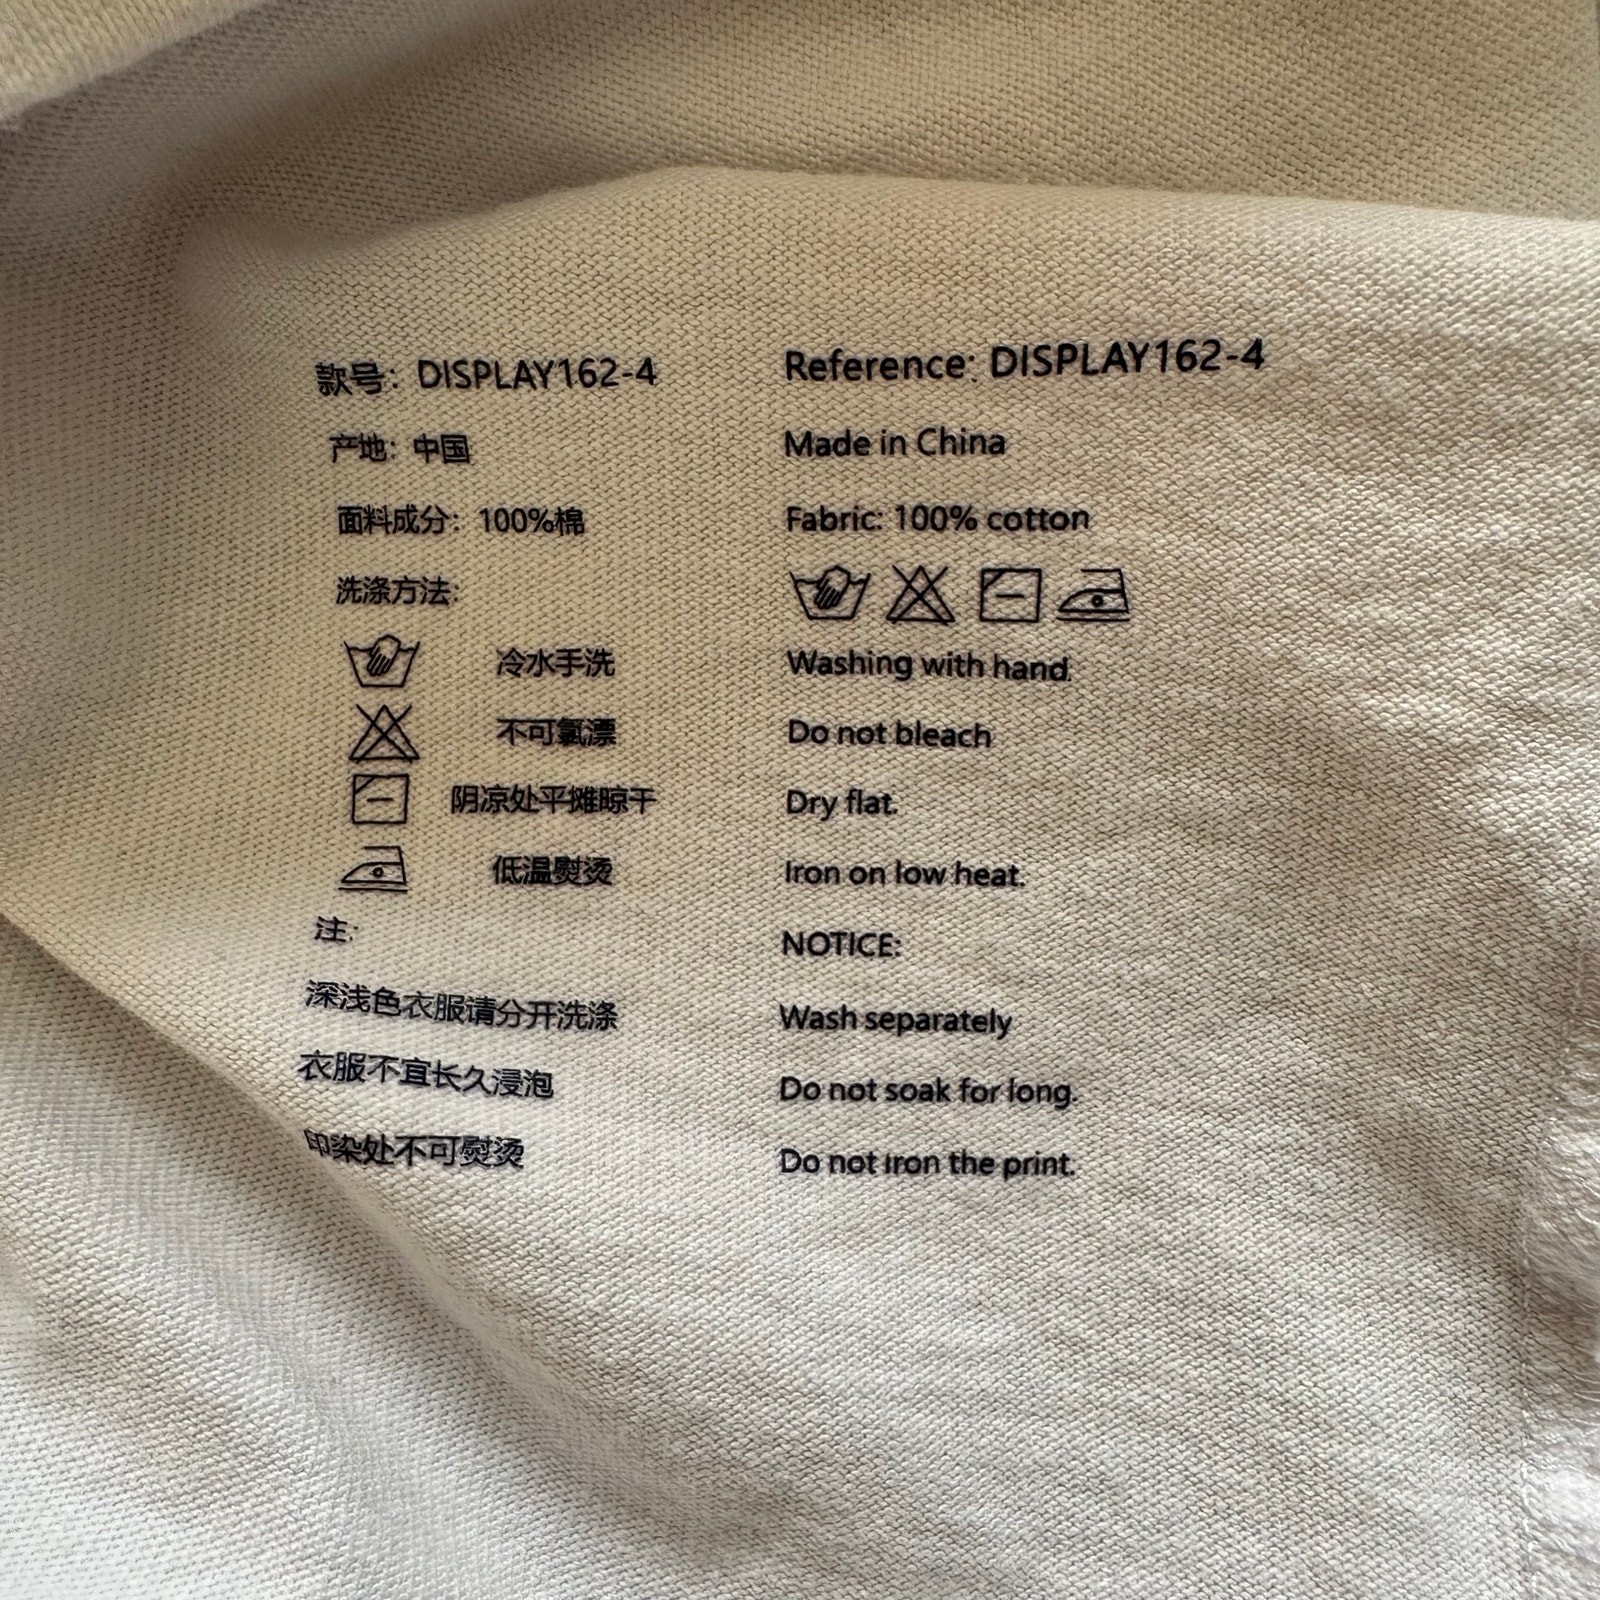 款号：DISPLAY162-4
产地：中国
面料成分：100%棉
洗涤方法：
冷水手洗
不可氯漂
阴凉处平摊晾干
低温熨烫
注：
深浅色衣服请分开洗涤
衣服不宜长久浸泡
印染处不可熨烫
Reference: DISPLAY162-4
Made in China
Fabric: 100% cotton
Washing with hand.
Do not bleach
Dry flat.
Iron on low heat.
NOTICE:
Wash separately
Do not soak for long.
Do not iron the print.